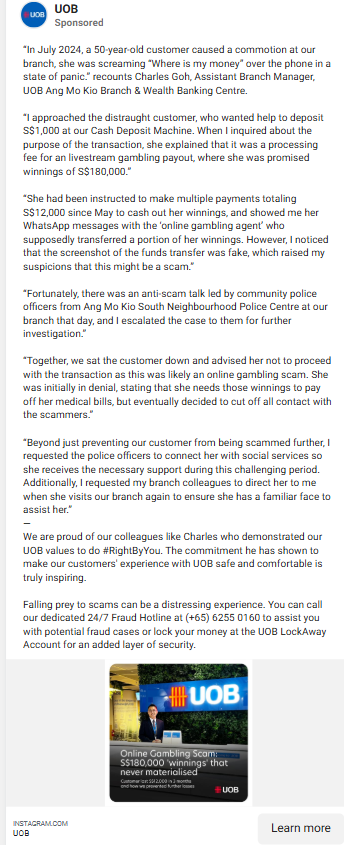 UOB
UOB
Sponsored
“In July 2024, a 50-year-old customer caused a commotion at our
branch, she was screaming “Where is my money” over the phone in a
state of panic.” recounts Charles Goh, Assistant Branch Manager,
UOB Ang Mo Kio Branch & Wealth Banking Centre.
“I approached the distraught customer, who wanted help to deposit
S$1,000 at our Cash Deposit Machine. When I inquired about the
purpose of the transaction, she explained that it was a processing
fee for an livestream gambling payout, where she was promised
winnings of S$180,000.”
“She had been instructed to make multiple payments totaling
S$12,000 since May to cash out her winnings, and showed me her
WhatsApp messages with the ‘online gambling agent’ who
supposedly transferred a portion of her winnings. However, I noticed
that the screenshot of the funds transfer was fake, which raised my
suspicions that this might be a scam.”
“Fortunately, there was an anti-scam talk led by community police
officers from Ang Mo Kio South Neighbourhood Police Centre at our
branch that day, and I escalated the case to them for further
investigation.”
“Together, we sat the customer down and advised her not to proceed
with the transaction as this was likely an online gambling scam. She
was initially in denial, stating that she needs those winnings to pay
off her medical bills, but eventually decided to cut off all contact with
the scammers.”
“Beyond just preventing our customer from being scammed further, I
requested the police officers to connect her with social services so
she receives the necessary support during this challenging period.
Additionally, I requested my branch colleagues to direct her to me
when she visits our branch again to ensure she has a familiar face to
assist her.”
—
We are proud of our colleagues like Charles who demonstrated our
UOB values to do #RightByYou. The commitment he has shown to
make our customers’ experience with UOB safe and comfortable is
truly inspiring.
Falling prey to scams can be a distressing experience. You can call
our dedicated 24/7 Fraud Hotline at (+65) 6255 0160 to assist you
with potential fraud cases or lock your money at the UOB LockAway
Account for an added layer of security.
UOB
Online Gambling Scam:
S$180,000 ‘winnings’ that
never materialised
Customer lost S$12,000 in 2 months
and how we prevented further losses
UOB
INSTAGRAM.COM
UOB
Learn more